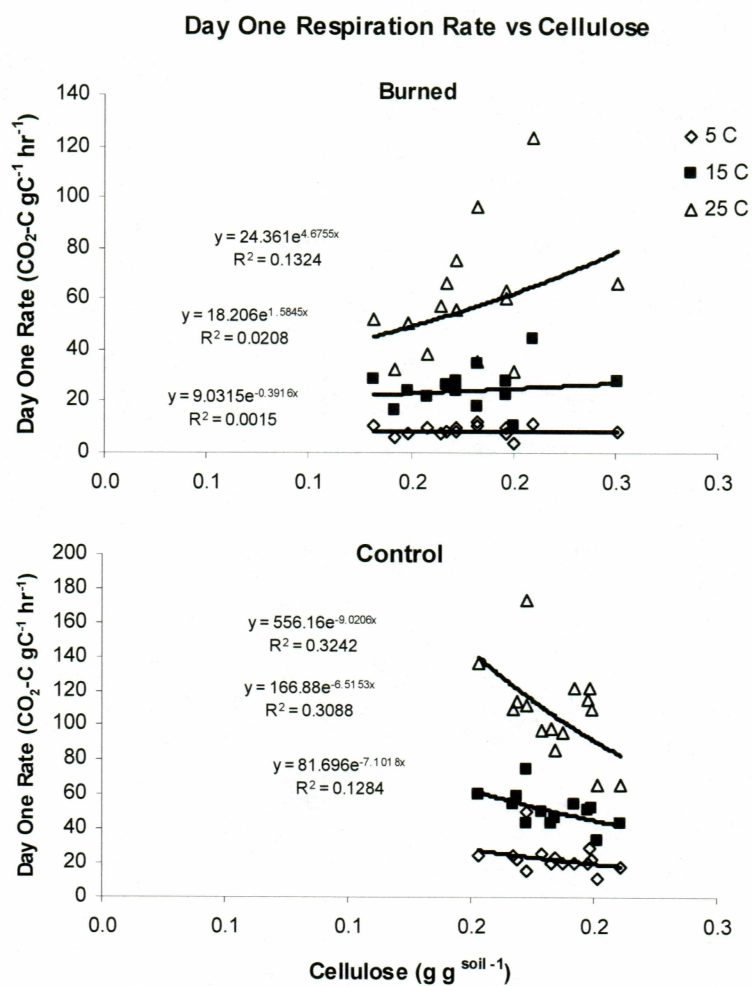 Day One Respiration Rate vs Cellulose
Burned
Day One Rate (CO₂-C gC⁻¹ hr⁻¹)
140
120
100
80
60
40
20
0
y = 24.361e^4.6755x
R² = 0.1324
y = 18.206e^1.5845x
R² = 0.0208
y = 9.0315e^-0.3916x
R² = 0.0015
5 C
15 C
25 C
0.0 0.1 0.1 0.2 0.2 0.3 0.3
Control
Day One Rate (CO₂-C gC⁻¹ hr⁻¹)
200
180
160
140
120
100
80
60
40
20
0
y = 556.16e^-9.0206x
R² = 0.3242
y = 166.88e^-6.5153x
R² = 0.3088
y = 81.696e^-7.1018x
R² = 0.1284
0.0 0.1 0.1 0.2 0.2 0.3
Cellulose (g g^soil -1)